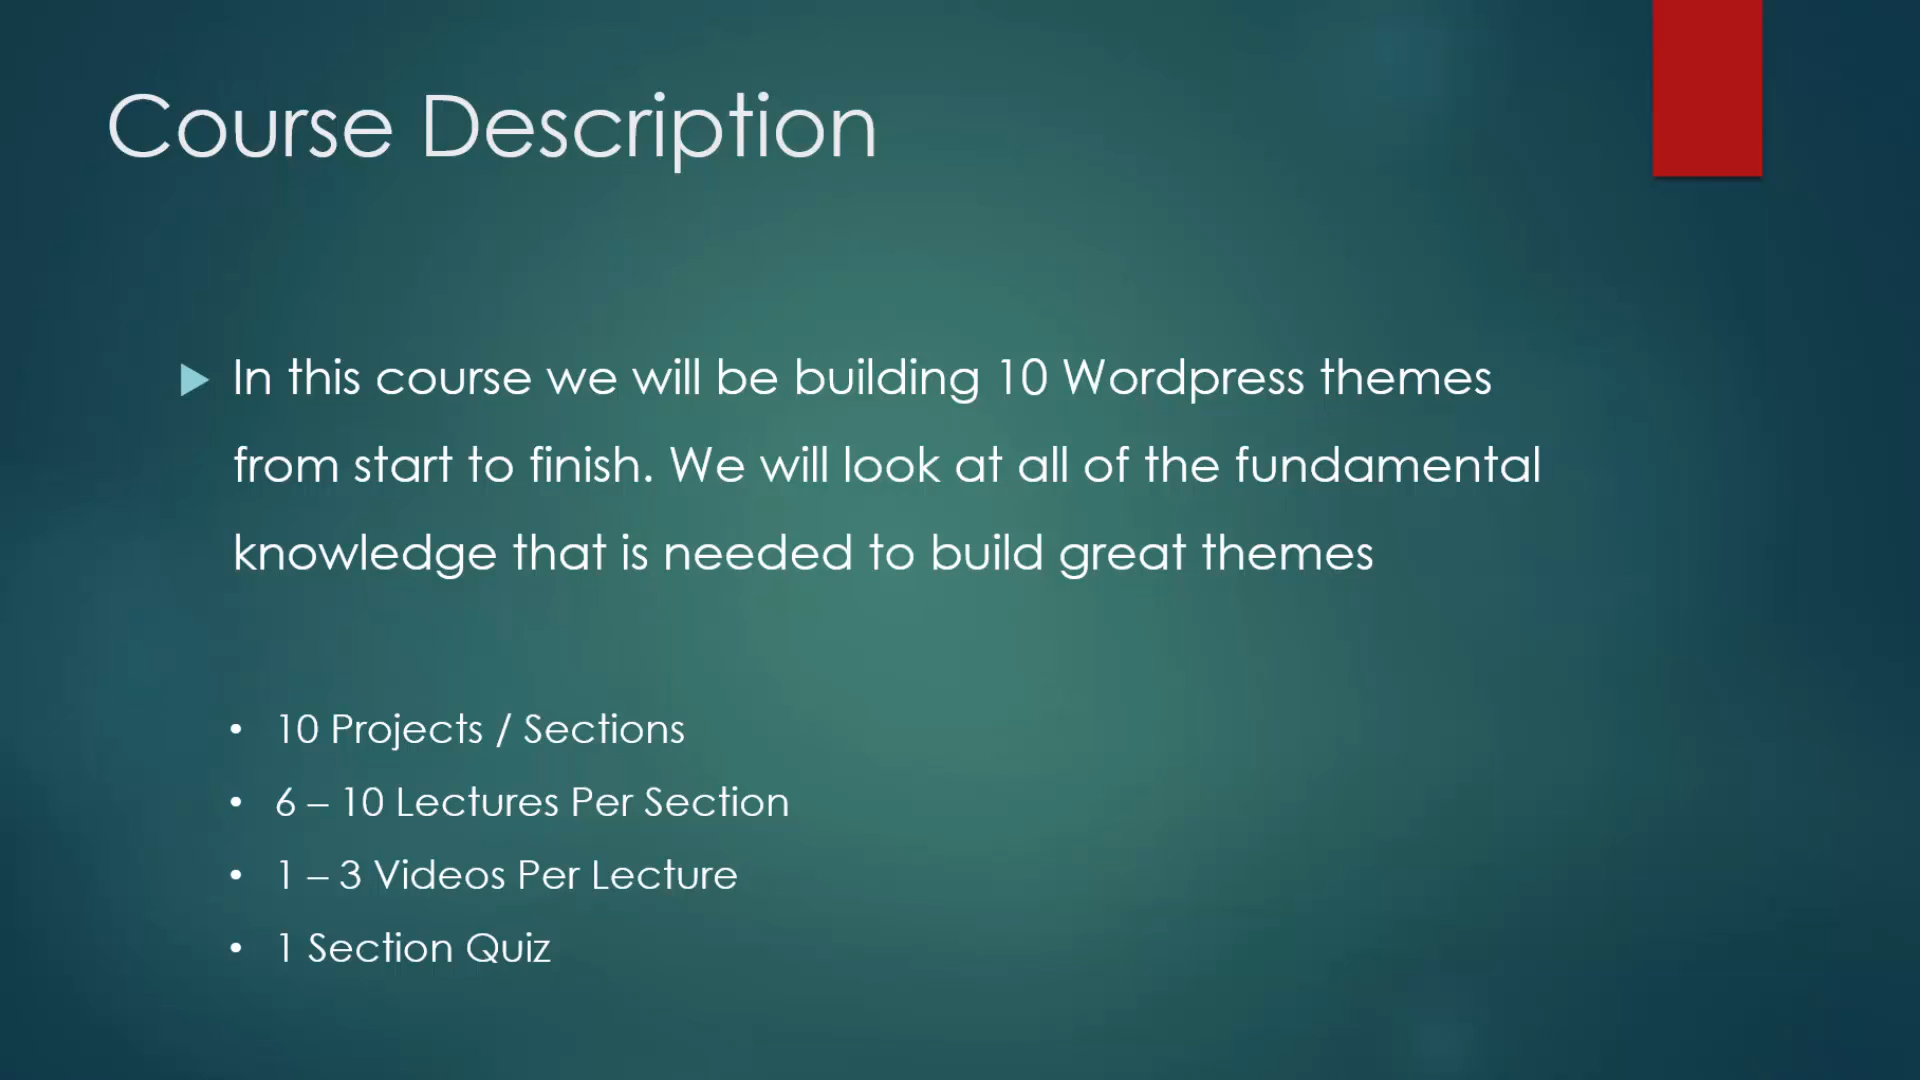 Course Description
In this course we will be building 10 Wordpress themes
from start to finish. We will look at all of the fundamental
knowledge that is needed to build great themes
• 10 Projects / Sections
• 6 – 10 Lectures Per Section
• 1 – 3 Videos Per Lecture
• 1 Section Quiz